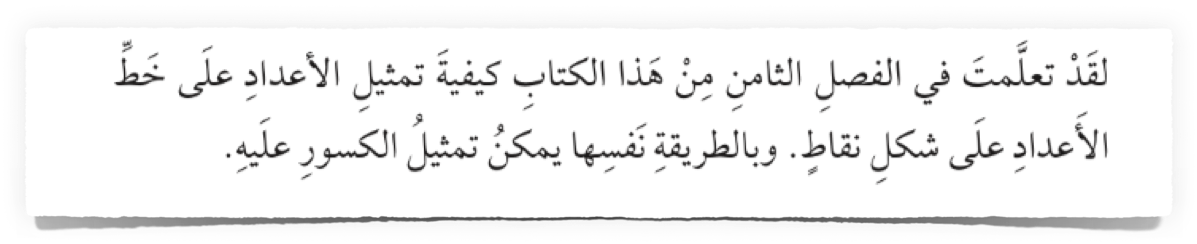 لقَدْ تعلَّمتَ في الفصلِ الثامنِ مِنْ هَذا الكتابِ كيفيةَ تمثيلِ الأعدادِ علَى خَطِّ
الأَعدادِ علَى شكلِ نقاطٍ. وبالطريقةِ نَفسِها يمكنُ تمثيلُ الكسورِ علَيهِ.